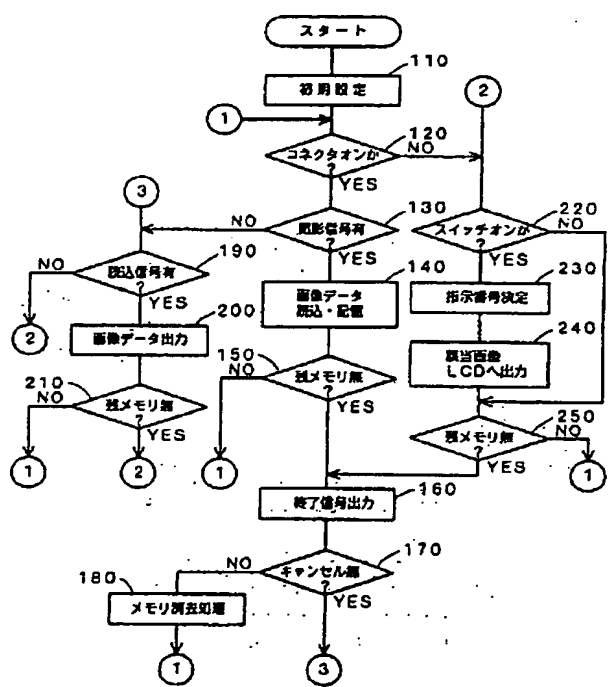 スタート
110
初期設定
1
2
120
コネクタオンか?
NO
YES
3
130
撮影信号有?
NO
YES
220
スイッチオンか?
NO
YES
190
読込信号有?
NO
YES
140
画像データ
読込・記憶
230
指示番号決定
200
画像データ出力
2
240
該当画像
LCDへ出力
150
残メモリ無?
NO
YES
210
残メモリ無?
NO
YES
250
残メモリ無?
NO
YES
1
2
1
1
160
終了信号出力
170
キャンセル無?
NO
YES
180
メモリ消去処理
1
3